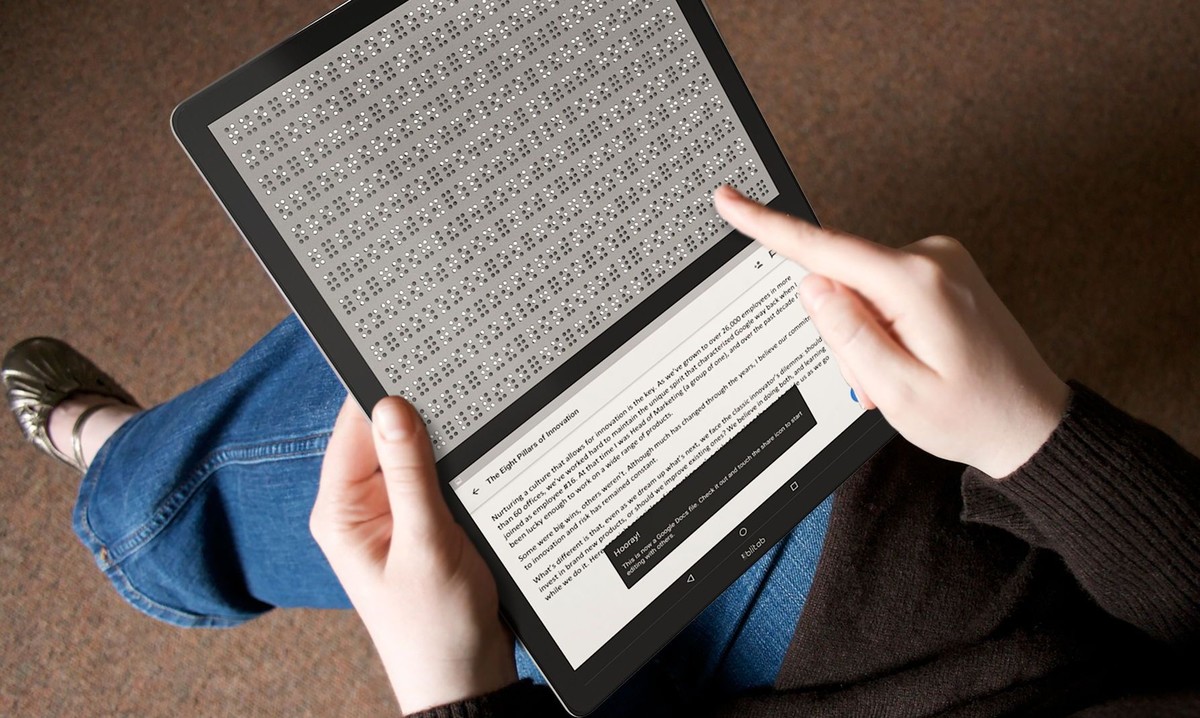 The Eight Pillars of Innovation
Nurturing a culture that allows for innovation is the key. As we've grown to over 26,000 employees in more
than 60 offices, we've worked hard to maintain the unique spirit that characterized Google way back when I
joined as employee #16. At that time I was Head of Marketing (a group of one), and over the past decade
been lucky enough to work on a wide range of products.
Some were big wins, others weren't. Although much has changed through the years, I believe our commitm
to innovation and risk has remained constant.
What's different is that, even as we dream up what's next, we face the classic innovator's dilemma: should
invest in brand new products, or should we improve existing ones? We believe in doing both, and learning
while we do it. Here us as we go
Hooray!
This is now a Google Docs file. Check it out and touch the share icon to start
editing with others.
blitab